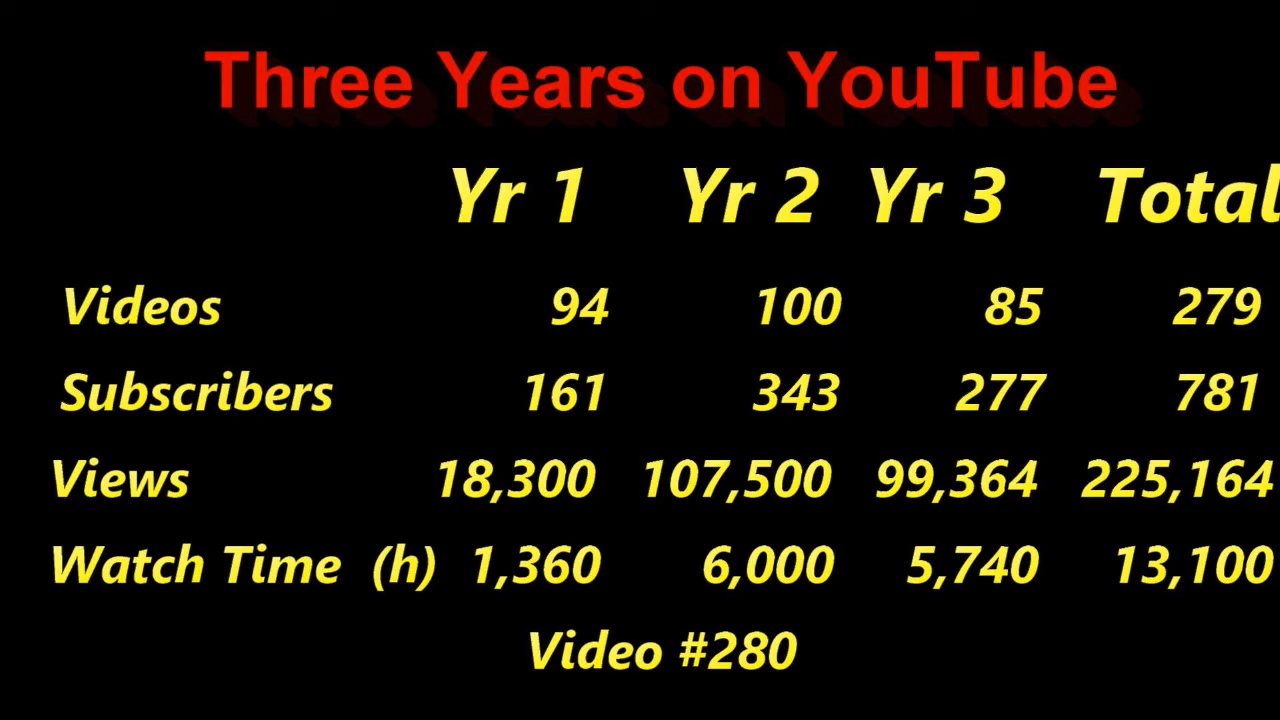 Three Years on YouTube
Yr 1 Yr 2 Yr 3 Total
Videos 94 100 85 279
Subscribers 161 343 277 781
Views 18,300 107,500 99,364 225,164
Watch Time (h) 1,360 6,000 5,740 13,100
Video #280